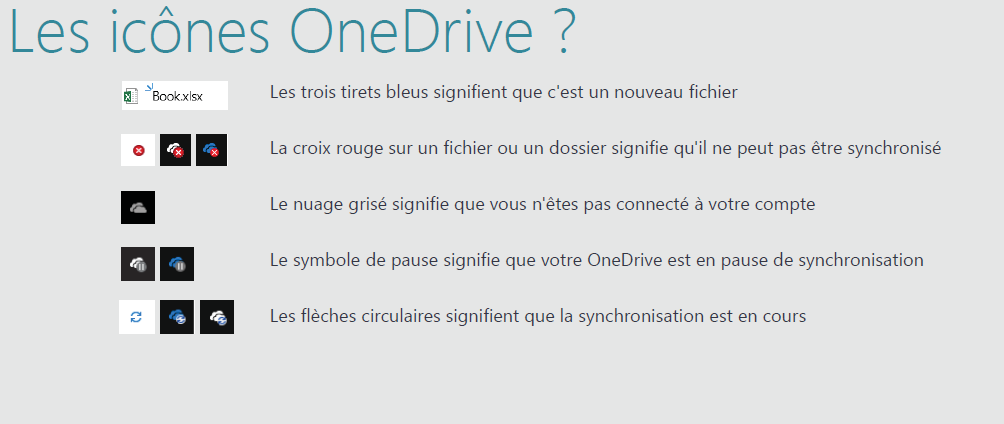 Les icônes OneDrive ?
Book.xlsx
Les trois tirets bleus signifient que c'est un nouveau fichier
La croix rouge sur un fichier ou un dossier signifie qu'il ne peut pas être synchronisé
Le nuage grisé signifie que vous n'êtes pas connecté à votre compte
Le symbole de pause signifie que votre OneDrive est en pause de synchronisation
Les flèches circulaires signifient que la synchronisation est en cours